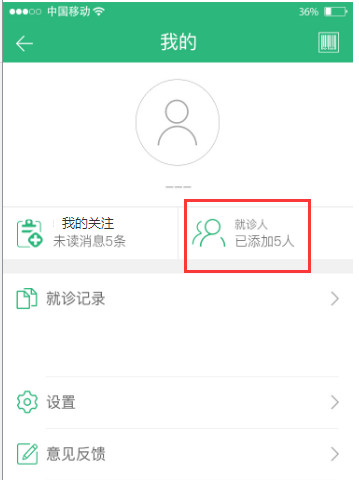 中国移动 36%
我的
---
我的关注
未读消息5条
就诊人
已添加5人
就诊记录
设置
意见反馈